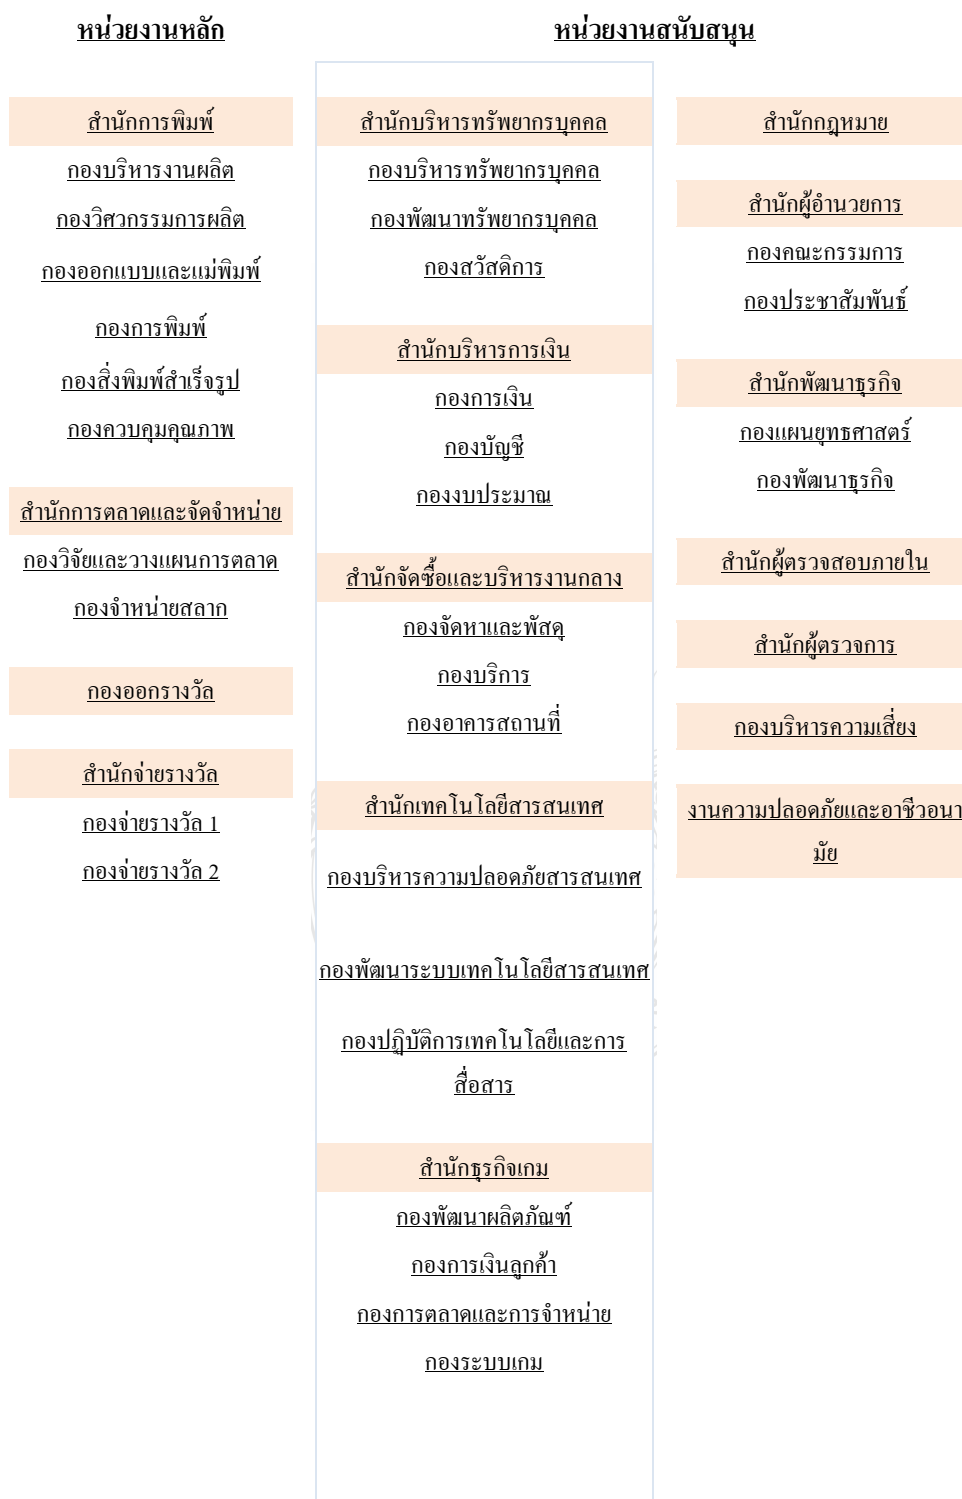 หน่วยงานหลัก
หน่วยงานสนับสนุน
สำนักการพิมพ์
กองบริหารงานผลิต
กองวิศวกรรมการผลิต
กองออกแบบและแม่พิมพ์
กองการพิมพ์
กองสิ่งพิมพ์สำเร็จรูป
กองควบคุมคุณภาพ
สำนักการตลาดและจัดจำหน่าย
กองวิจัยและวางแผนการตลาด
กองจำหน่ายสลาก
กองออกรางวัล
สำนักจ่ายรางวัล
กองจ่ายรางวัล 1
กองจ่ายรางวัล 2
สำนักบริหารทรัพยากรบุคคล
กองบริหารทรัพยากรบุคคล
กองพัฒนาทรัพยากรบุคคล
กองสวัสดิการ
สำนักบริหารการเงิน
กองการเงิน
กองบัญชี
กองงบประมาณ
สำนักจัดซื้อและบริหารงานกลาง
กองจัดหาและพัสดุ
กองบริการ
กองอาคารสถานที่
สำนักเทคโนโลยีสารสนเทศ
กองบริหารความปลอดภัยสารสนเทศ
กองพัฒนาระบบเทคโนโลยีสารสนเทศ
กองปฏิบัติการเทคโนโลยีและการ
สื่อสาร
สำนักธุรกิจเกม
กองพัฒนาผลิตภัณฑ์
กองการเงินลูกค้า
กองการตลาดและการจำหน่าย
กองระบบเกม
สำนักกฎหมาย
สำนักผู้อำนวยการ
กองคณะกรรมการ
กองประชาสัมพันธ์
สำนักพัฒนาธุรกิจ
กองแผนยุทธศาสตร์
กองพัฒนาธุรกิจ
สำนักผู้ตรวจสอบภายใน
สำนักผู้ตรวจการ
กองบริหารความเสี่ยง
งานความปลอดภัยและอาชีวอนา
มัย